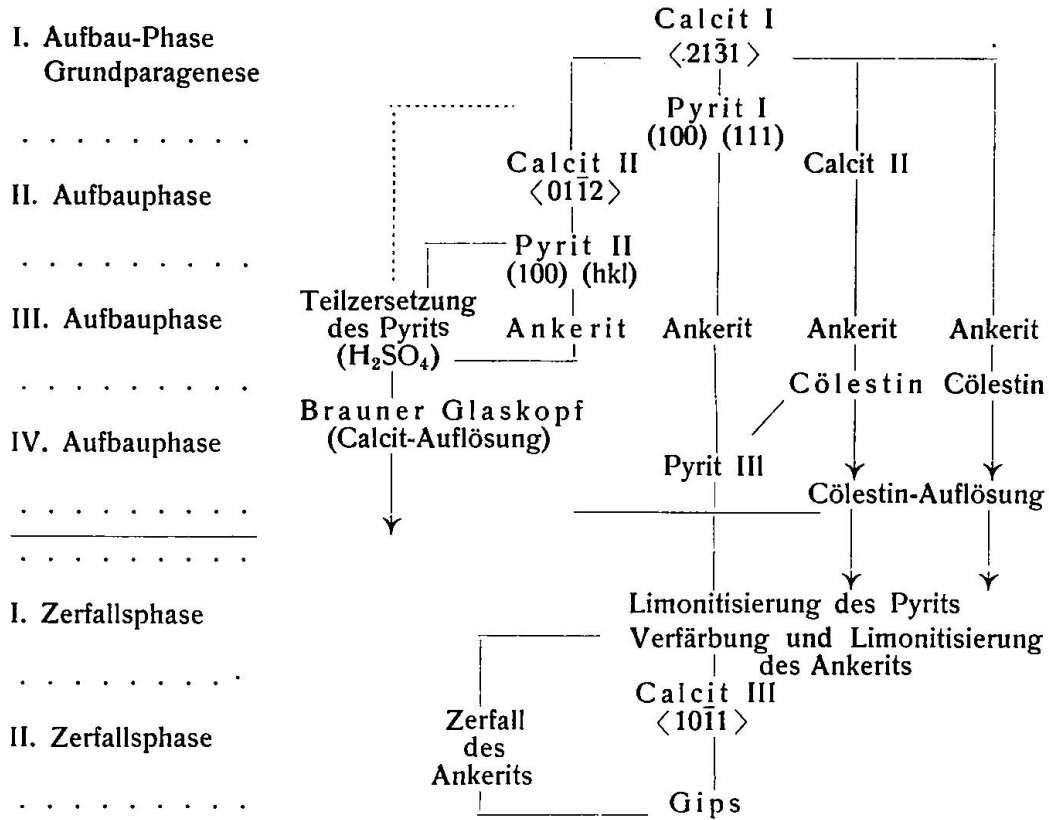 Calcit I
I. Aufbau-Phase
Grundparagenese
⟨21̄31⟩
Pyrit I
(100) (111)
Calcit II
Calcit II
⟨011̄2⟩
II. Aufbauphase
Pyrit II
(100) (hkl)
Teilzersetzung
des Pyrits
(H₂SO₄)
III. Aufbauphase
Ankerit
Ankerit
Ankerit
Ankerit
Cölestin
Cölestin
Brauner Glaskopf
(Calcit-Auflösung)
IV. Aufbauphase
Pyrit III
Cölestin-Auflösung
I. Zerfallsphase
Limonitisierung des Pyrits
Verfärbung und Limonitisierung
des Ankerits
Calcit III
⟨101̄1⟩
II. Zerfallsphase
Zerfall
des
Ankerits
Gips